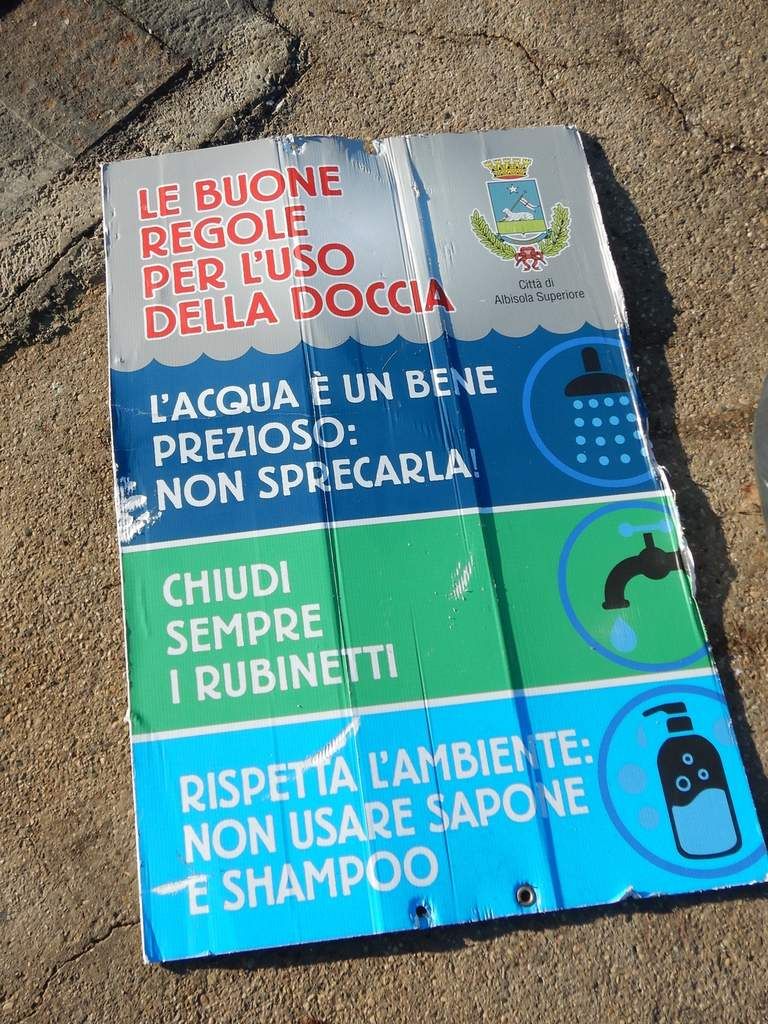 LE BUONE
REGOLE
PER L'USO
DELLA DOCCIA
Città di
Albisola Superiore
L'ACQUA È UN BENE
PREZIOSO:
NON SPRECARLA!
CHIUDI
SEMPRE
I RUBINETTI
RISPETTA L'AMBIENTE:
NON USARE SAPONE
E SHAMPOO